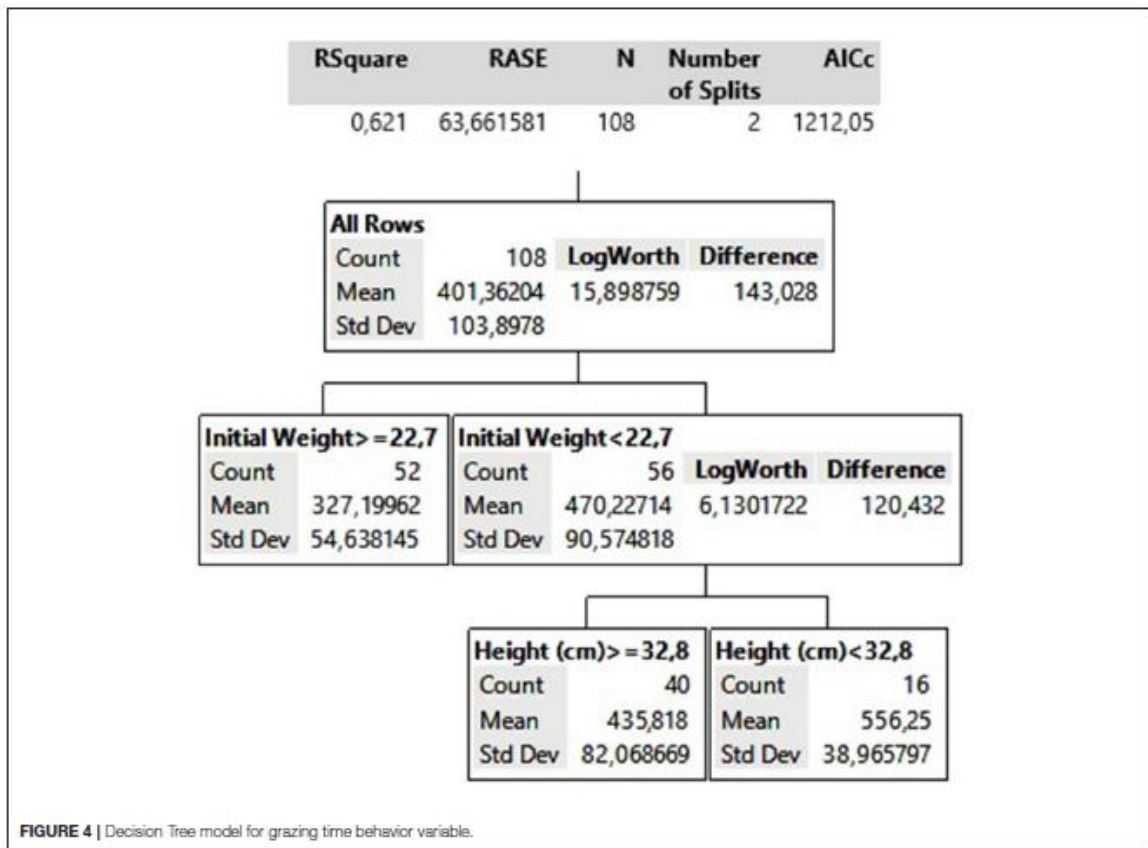 RSquare RASE N Number of Splits AICc
0,621 63,661581 108 2 1212,05
All Rows
Count 108 LogWorth Difference
Mean 401,36204 15,898759 143,028
Std Dev 103,8978
Initial Weight>=22,7
Count 52
Mean 327,19962
Std Dev 54,638145
Initial Weight<22,7
Count 56 LogWorth Difference
Mean 470,22714 6,1301722 120,432
Std Dev 90,574818
Height (cm)>=32,8
Count 40
Mean 435,818
Std Dev 82,068669
Height (cm)<32,8
Count 16
Mean 556,25
Std Dev 38,965797
FIGURE 4 | Decision Tree model for grazing time behavior variable.